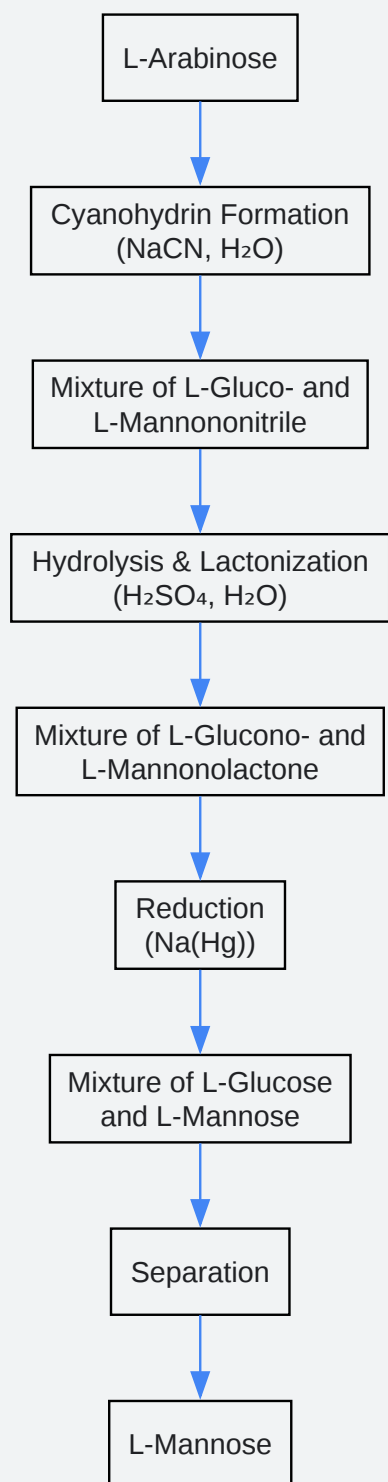 L-Arabinose
Cyanohydrin Formation
(NaCN, H₂O)
Mixture of L-Gluco- and
L-Mannononitrile
Hydrolysis & Lactonization
(H₂SO₄, H₂O)
Mixture of L-Glucono- and
L-Mannonolactone
Reduction
(Na(Hg))
Mixture of L-Glucose
and L-Mannose
Separation
L-Mannose